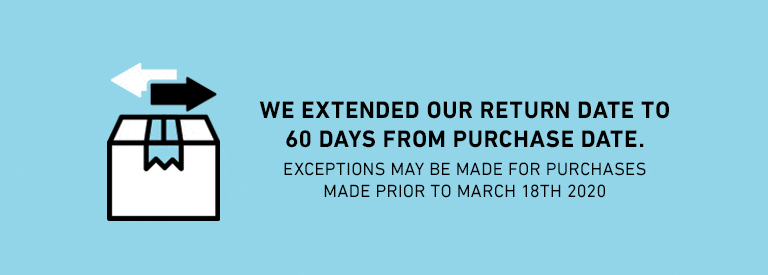 WE EXTENDED OUR RETURN DATE TO
60 DAYS FROM PURCHASE DATE.
EXCEPTIONS MAY BE MADE FOR PURCHASES
MADE PRIOR TO MARCH 18TH 2020